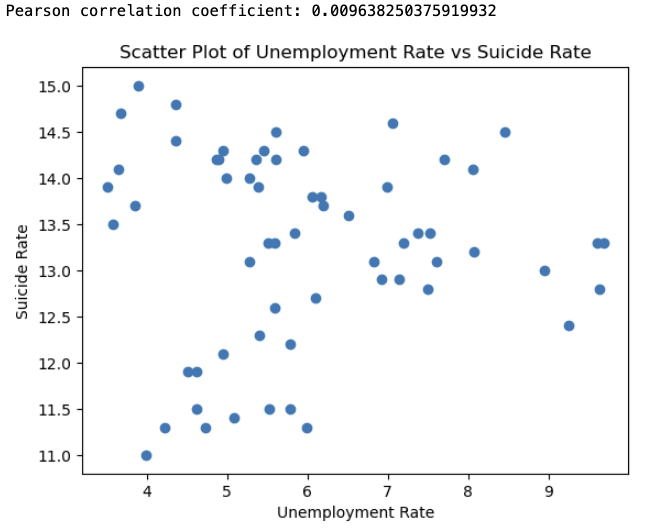 Pearson correlation coefficient: 0.009638250375919932
Scatter Plot of Unemployment Rate vs Suicide Rate
15.0
14.5
14.0
13.5
13.0
12.5
12.0
11.5
11.0
Suicide Rate
4 5 6 7 8 9
Unemployment Rate